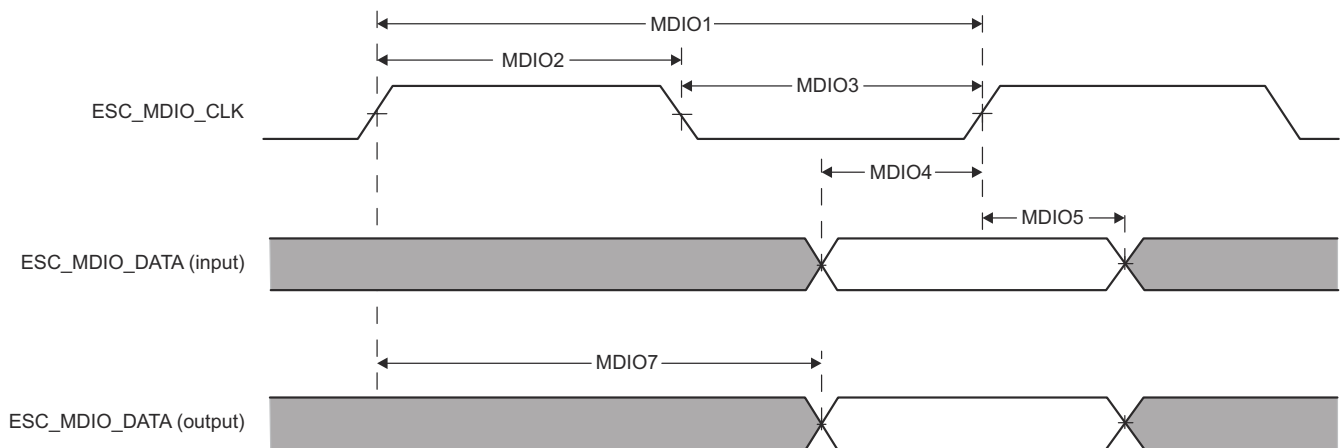 MDIO1
MDIO2
MDIO3
ESC_MDIO_CLK
MDIO4
MDIO5
ESC_MDIO_DATA (input)
MDIO7
ESC_MDIO_DATA (output)